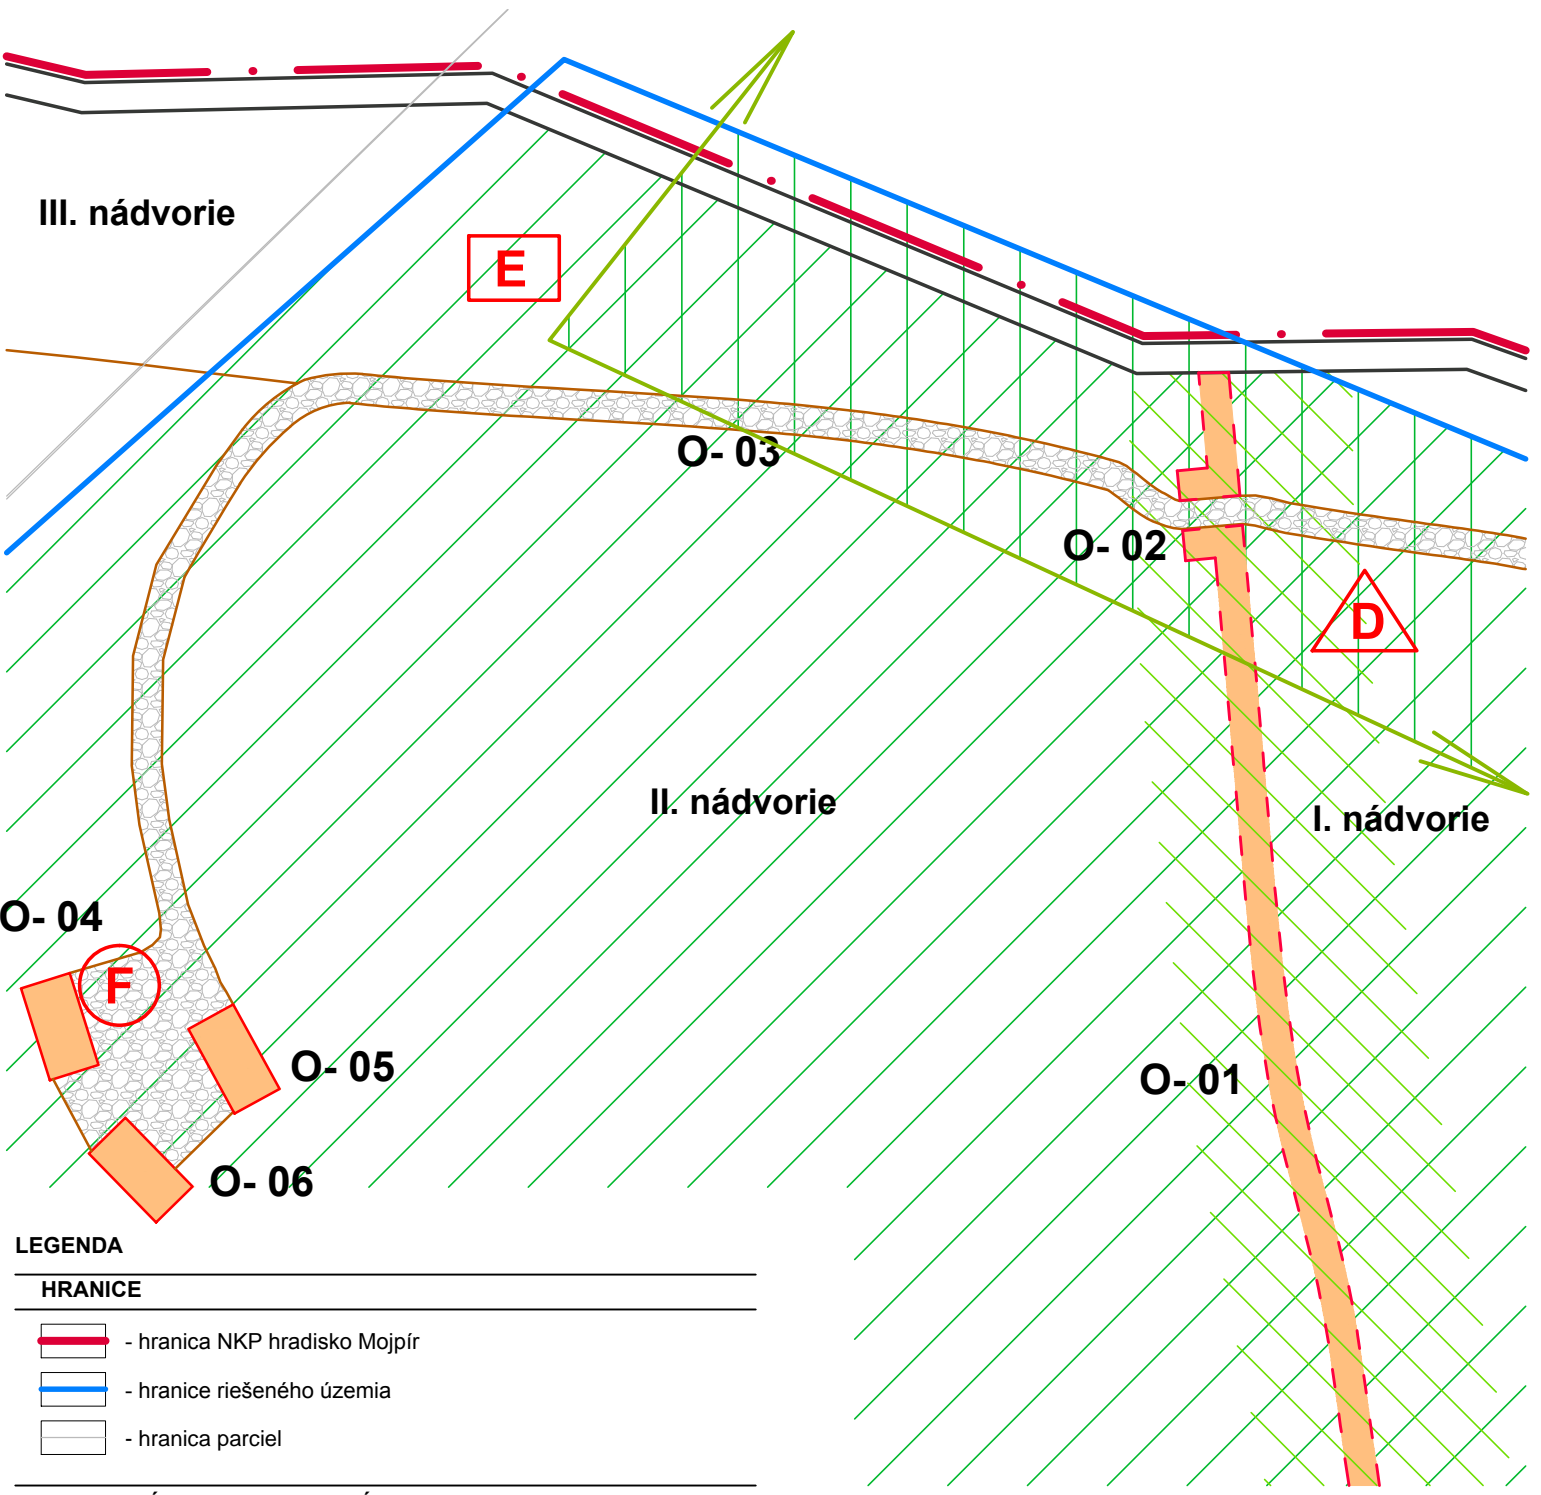 III. nádvorie
E
O- 03
O- 02
D
II. nádvorie
I. nádvorie
O- 04
F
O- 05
O- 01
O- 06
LEGENDA
HRANICE
- hranica NKP hradisko Mojpír
- hranice riešeného územia
- hranica parciel